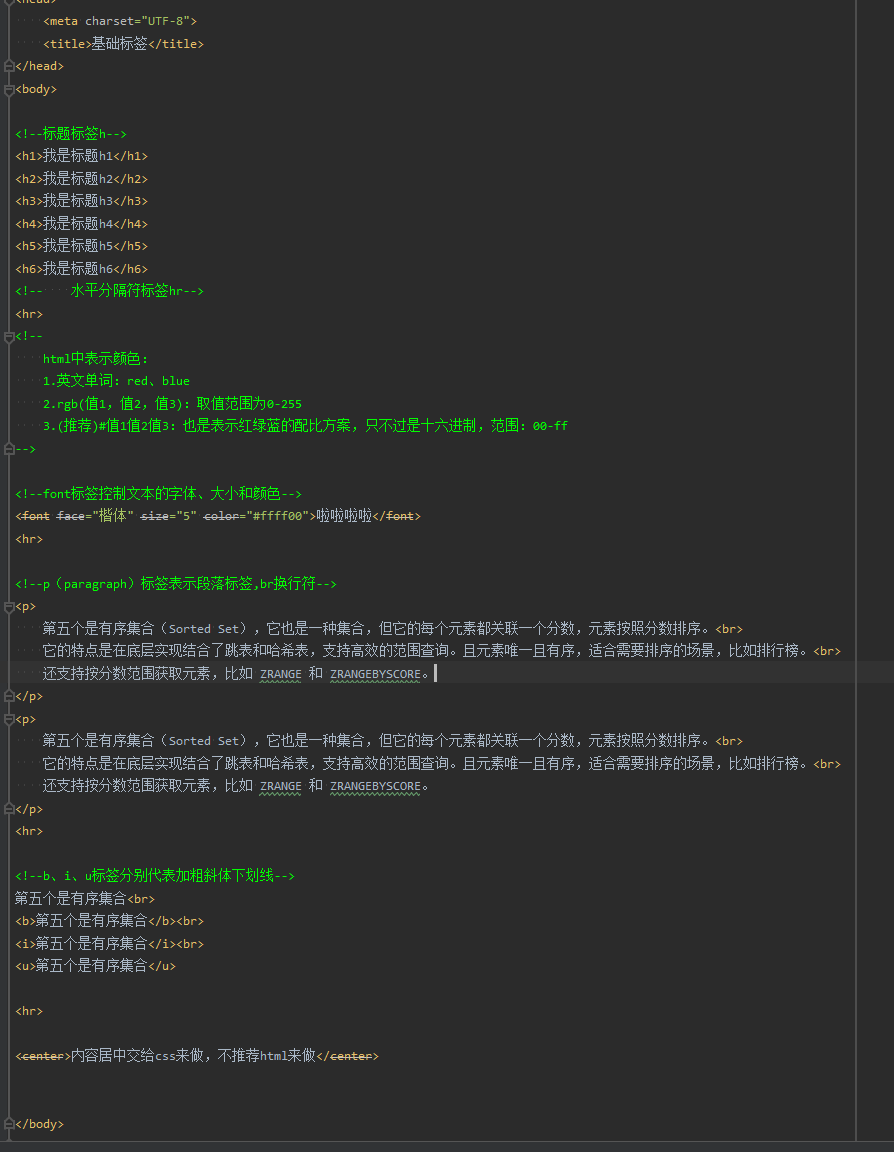 <head>
<meta charset="UTF-8">
<title>基础标签</title>
</head>
<body>
<!--标题标签h-->
<h1>我是标题h1</h1>
<h2>我是标题h2</h2>
<h3>我是标题h3</h3>
<h4>我是标题h4</h4>
<h5>我是标题h5</h5>
<h6>我是标题h6</h6>
<!--    水平分隔符标签hr-->
<hr>
<!--
html中表示颜色：
1.英文单词：red、blue
2.rgb(值1，值2，值3)：取值范围为0-255
3.(推荐)#值1值2值3：也是表示红绿蓝的配比方案，只不过是十六进制，范围：00-ff
-->
<!--font标签控制文本的字体、大小和颜色-->
<font face="楷体" size="5" color="#ffff00">啦啦啦啦</font>
<hr>
<!--p（paragraph）标签表示段落标签,br换行符-->
<p>
第五个是有序集合（Sorted Set），它也是一种集合，但它的每个元素都关联一个分数，元素按照分数排序。<br>
它的特点是在底层实现结合了跳表和哈希表，支持高效的范围查询。且元素唯一且有序，适合需要排序的场景，比如排行榜。<br>
还支持按分数范围获取元素，比如 ZRANGE 和 ZRANGEBYSCORE。
</p>
<p>
第五个是有序集合（Sorted Set），它也是一种集合，但它的每个元素都关联一个分数，元素按照分数排序。<br>
它的特点是在底层实现结合了跳表和哈希表，支持高效的范围查询。且元素唯一且有序，适合需要排序的场景，比如排行榜。<br>
还支持按分数范围获取元素，比如 ZRANGE 和 ZRANGEBYSCORE。
</p>
<hr>
<!--b、i、u标签分别代表加粗斜体下划线-->
第五个是有序集合<br>
<b>第五个是有序集合</b><br>
<i>第五个是有序集合</i><br>
<u>第五个是有序集合</u>
<hr>
<center>内容居中交给css来做，不推荐html来做</center>
</body>